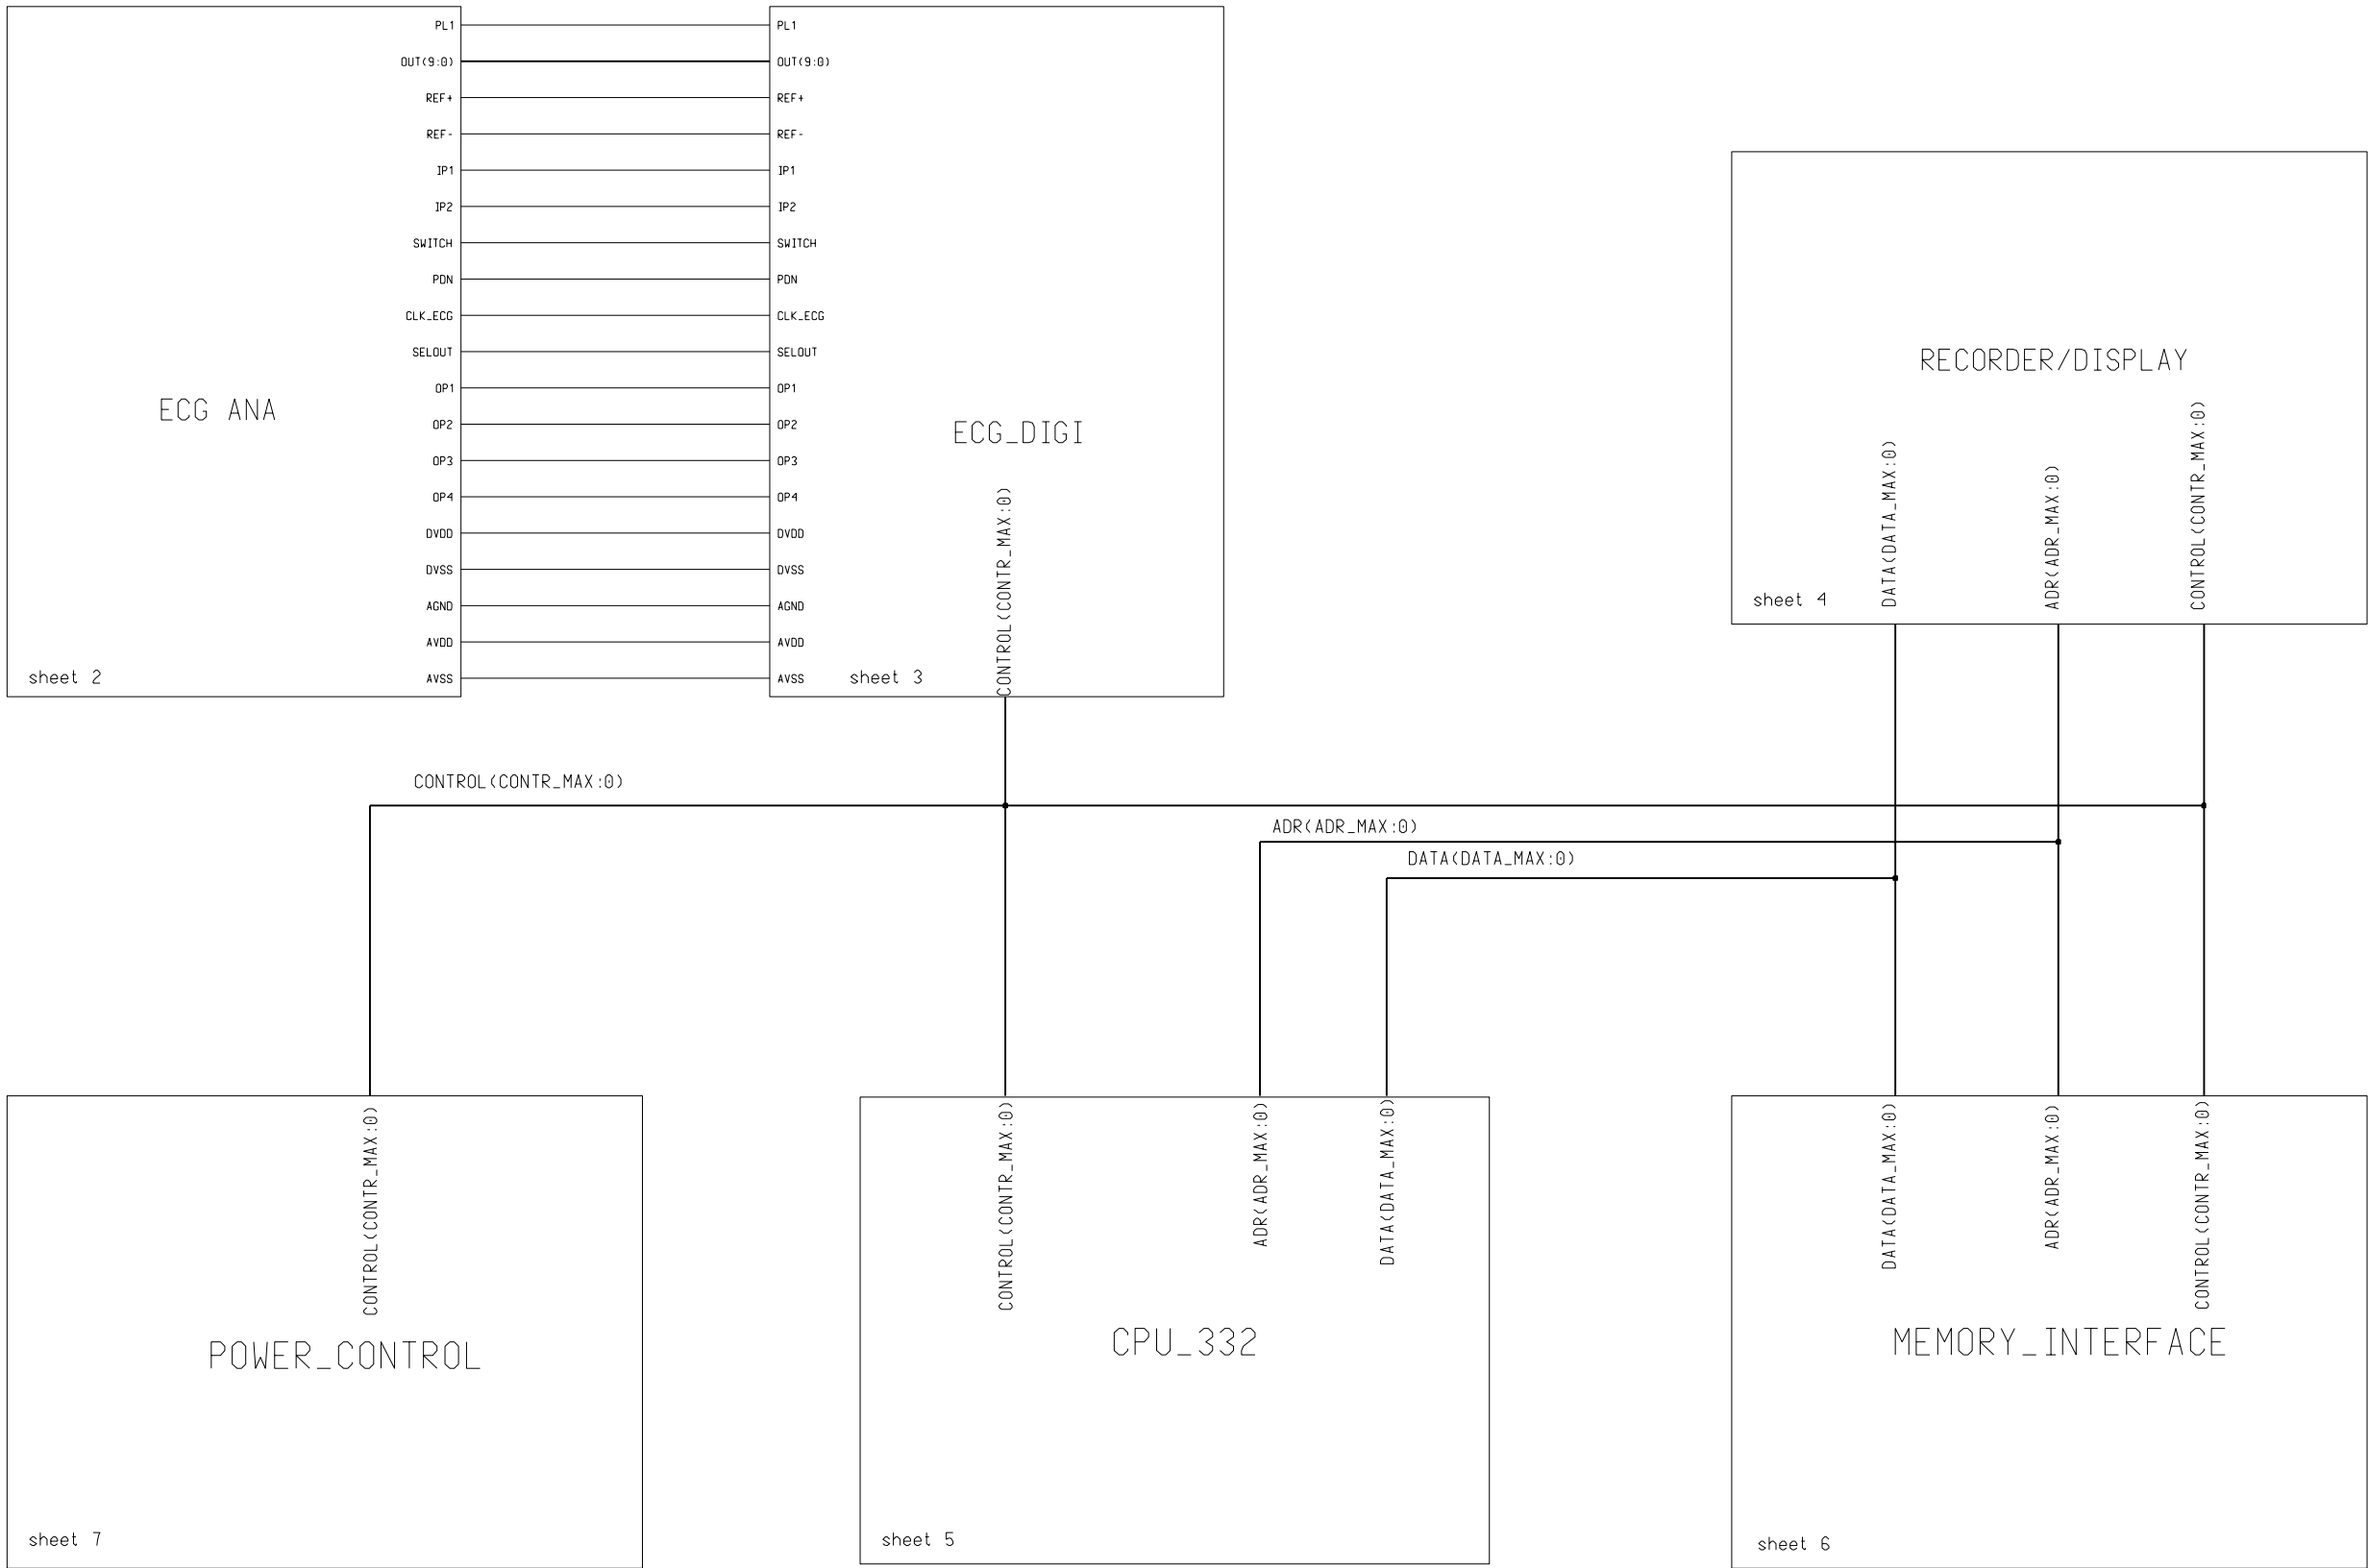 PL1
OUT(9:0)
REF+
REF-
IP1
IP2
SWITCH
PDN
CLK_ECG
SELOUT
OP1
OP2
OP3
OP4
DVDD
DVSS
AGND
AVDD
AVSS
ECG ANA
sheet 2
PL1
OUT(9:0)
REF+
REF-
IP1
IP2
SWITCH
PDN
CLK_ECG
SELOUT
OP1
OP2
OP3
OP4
DVDD
DVSS
AGND
AVDD
AVSS
ECG_DIGI
CONTROL(CONTR_MAX:0)
sheet 3
RECORDER/DISPLAY
DATA(DATA_MAX:0)
ADR(ADR_MAX:0)
CONTROL(CONTR_MAX:0)
sheet 4
CONTROL(CONTR_MAX:0)
ADR(ADR_MAX:0)
DATA(DATA_MAX:0)
CONTROL(CONTR_MAX:0)
POWER_CONTROL
sheet 7
CONTROL(CONTR_MAX:0)
ADR(ADR_MAX:0)
DATA(DATA_MAX:0)
CPU_332
sheet 5
DATA(DATA_MAX:0)
ADR(ADR_MAX:0)
CONTROL(CONTR_MAX:0)
MEMORY_INTERFACE
sheet 6